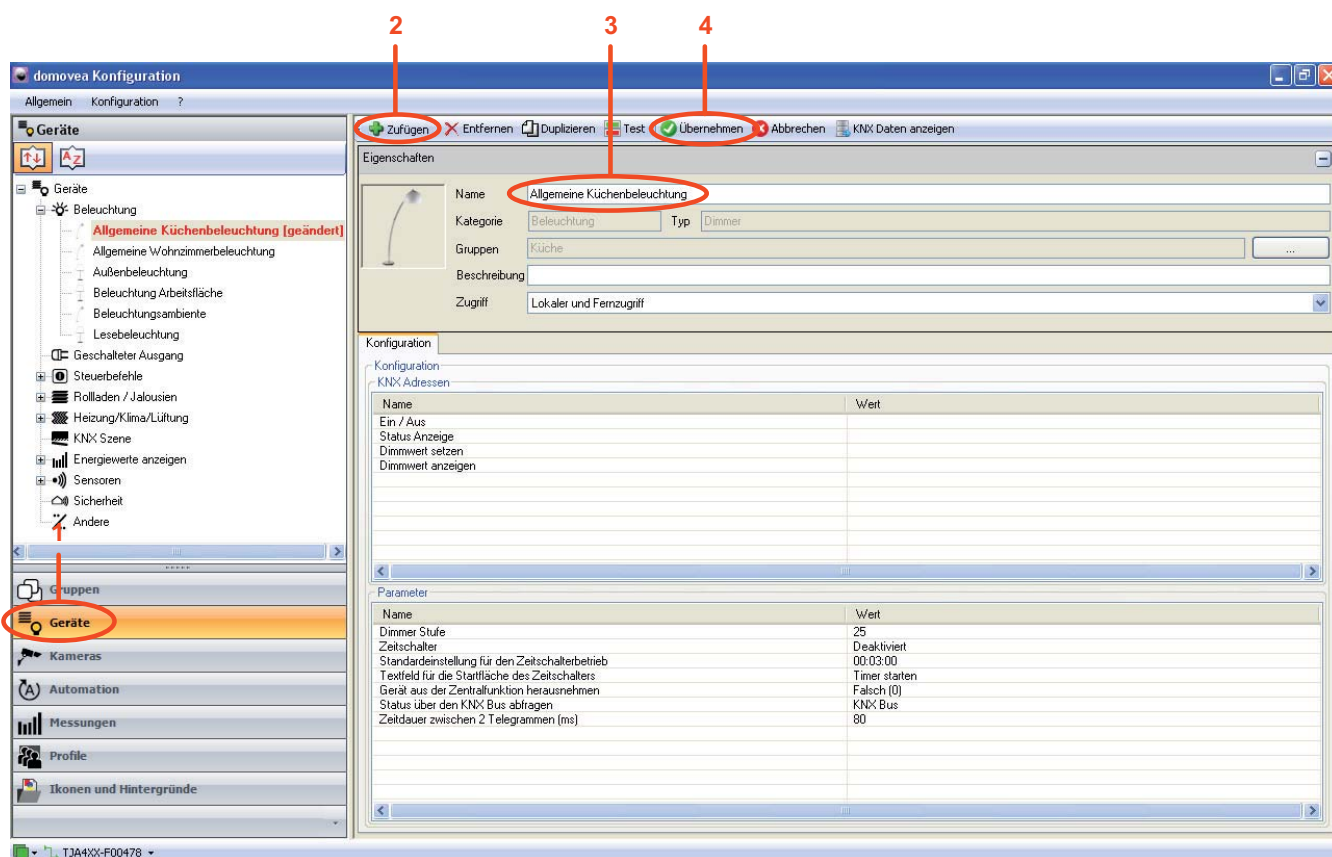 2 3 4
domovea Konfiguration
Allgemein Konfiguration ?
Geräte
Zufügen Entfernen Duplizieren Test Übernehmen Abbrechen KNX Daten anzeigen
AZ
Geräte
Beleuchtung
Allgemeine Küchenbeleuchtung [geändert]
Allgemeine Wohnzimmerbeleuchtung
Außenbeleuchtung
Beleuchtung Arbeitsfläche
Beleuchtungsambiente
Lesebeleuchtung
Geschalteter Ausgang
Steuerbefehle
Rollladen / Jalousien
Heizung/Klima/Lüftung
KNX Szene
Energiewerte anzeigen
Sensoren
Sicherheit
Andere
1
Gruppen
Geräte
Kameras
Automation
Messungen
Profile
Ikonen und Hintergründe
Eigenschaften
Name Allgemeine Küchenbeleuchtung
Kategorie Beleuchtung Typ Dimmer
Gruppen Küche ...
Beschreibung
Zugriff Lokaler und Fernzugriff
Konfiguration
Konfiguration
KNX Adressen
Name Wert
Ein / Aus
Status Anzeige
Dimmwert setzen
Dimmwert anzeigen
Parameter
Name Wert
Dimmer Stufe 25
Zeitschalter Deaktiviert
Standardeinstellung für den Zeitschalterbetrieb 00:03:00
Textfeld für die Startfläche des Zeitschalters Timer starten
Gerät aus der Zentralfunktion herausnehmen Falsch (0)
Status über den KNX Bus abfragen KNX Bus
Zeitdauer zwischen 2 Telegrammen (ms) 80
TJA4XX-F00478